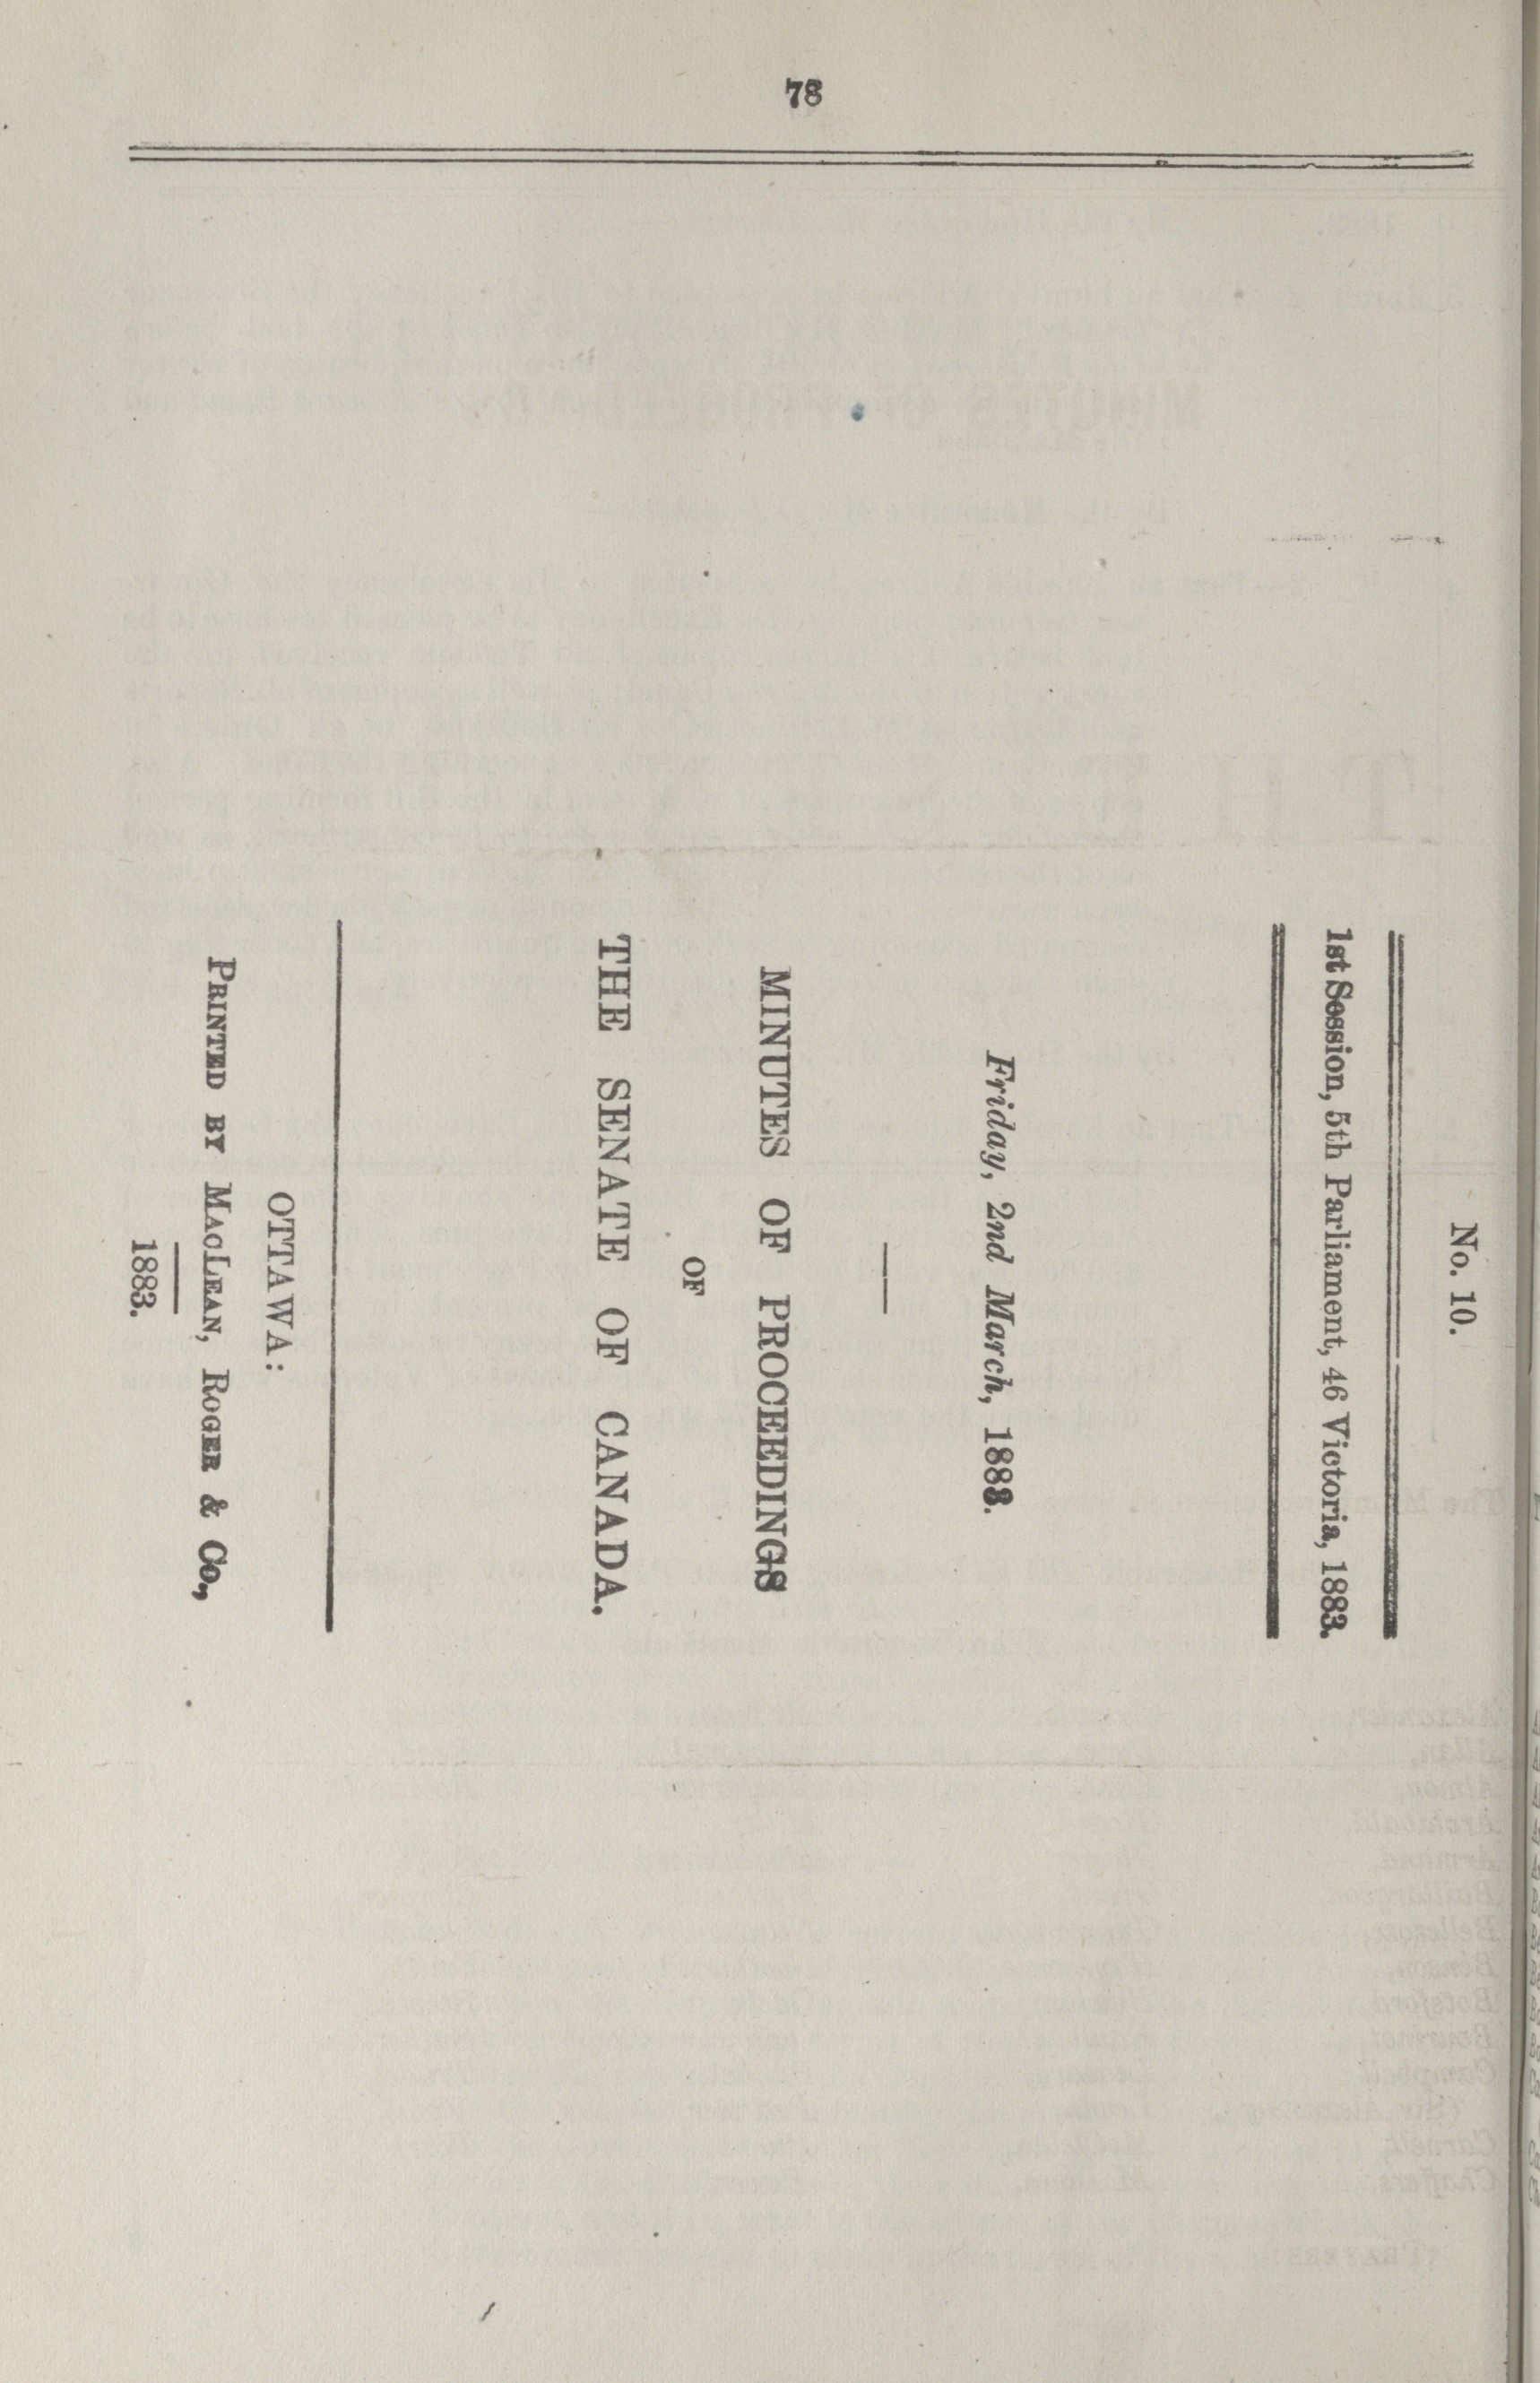 78
No. 10.
1st Session, 5th Parliament, 46 Victoria, 1883.
Friday, 2nd March, 1883.
MINUTES OF PROCEEDINGS
OF
THE SENATE OF CANADA.
OTTAWA:
PRINTED BY MACLEAN, ROGER & Co.,
1883.